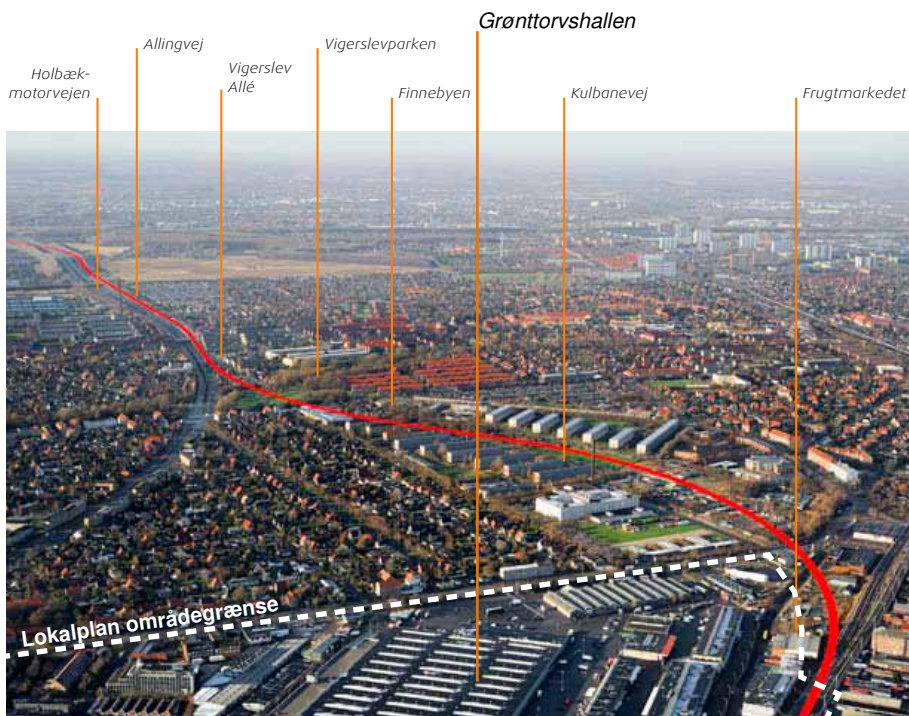 Grønttorvshallen
Allingvej
Vigerslevparken
Vigerslev
Allé
Holbæk-
motorvejen
Finnebyen
Kulbanevej
Frugtmarkedet
Lokalplan områdegrænse